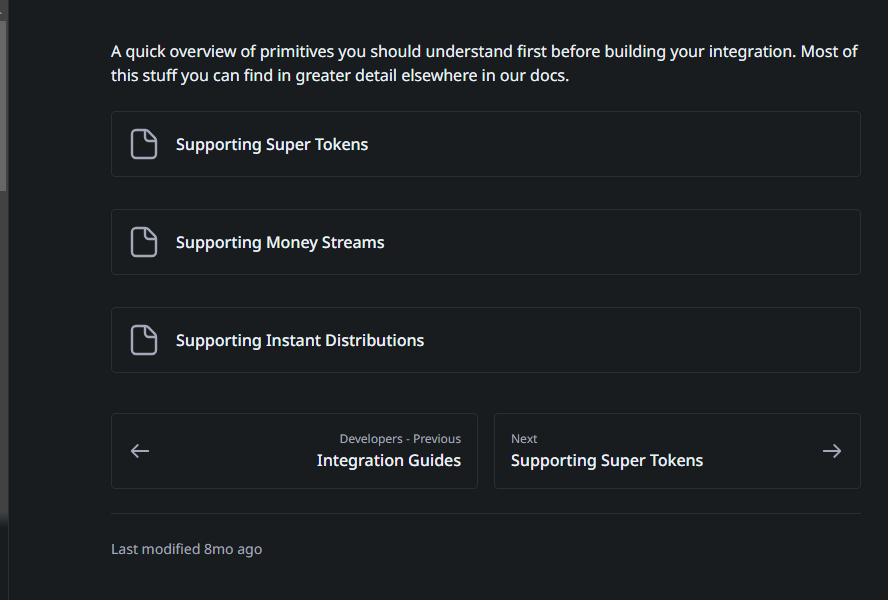 A quick overview of primitives you should understand first before building your integration. Most of
this stuff you can find in greater detail elsewhere in our docs.
Supporting Super Tokens
Supporting Money Streams
Supporting Instant Distributions
Developers - Previous
Integration Guides
Next
Supporting Super Tokens
Last modified 8mo ago